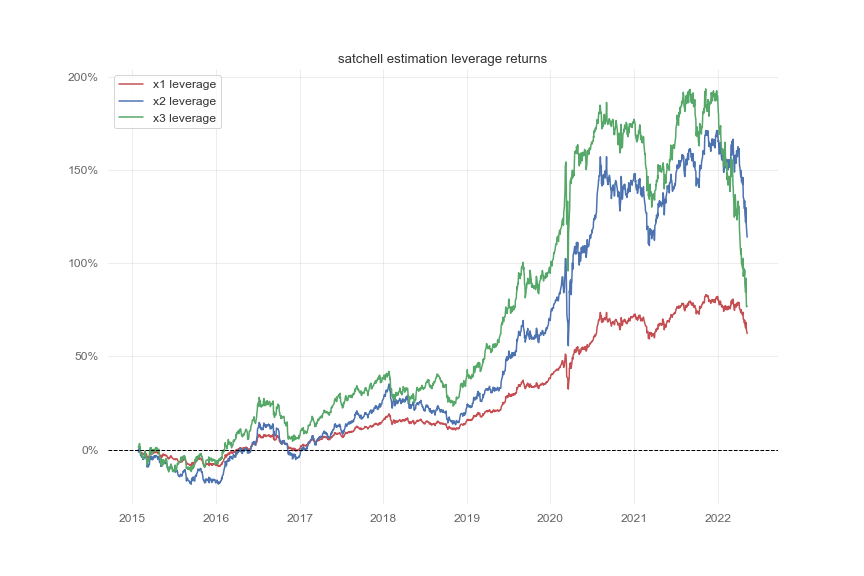 satchell estimation leverage returns
200%
150%
100%
50%
0%
x1 leverage
x2 leverage
x3 leverage
2015 2016 2017 2018 2019 2020 2021 2022